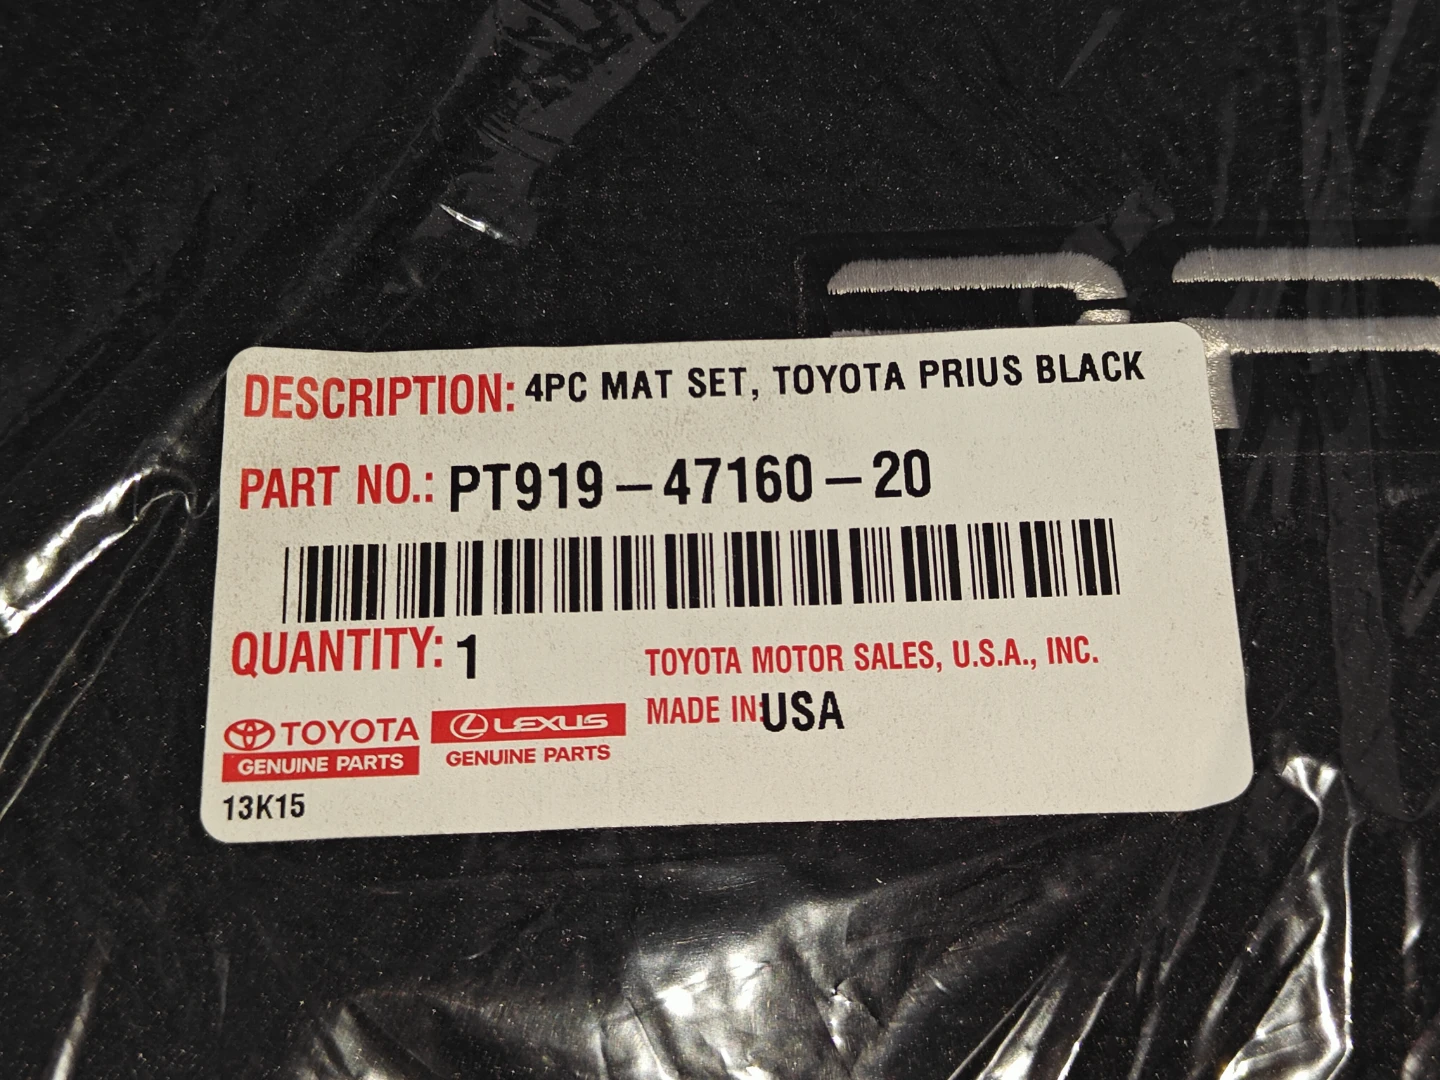 DESCRIPTION: 4PC MAT SET, TOYOTA PRIUS BLACK
PART NO.: PT919-47160-20
QUANTITY: 1
TOYOTA MOTOR SALES, U.S.A., INC.
MADE IN:USA
TOYOTA
GENUINE PARTS
LEXUS
GENUINE PARTS
13K15